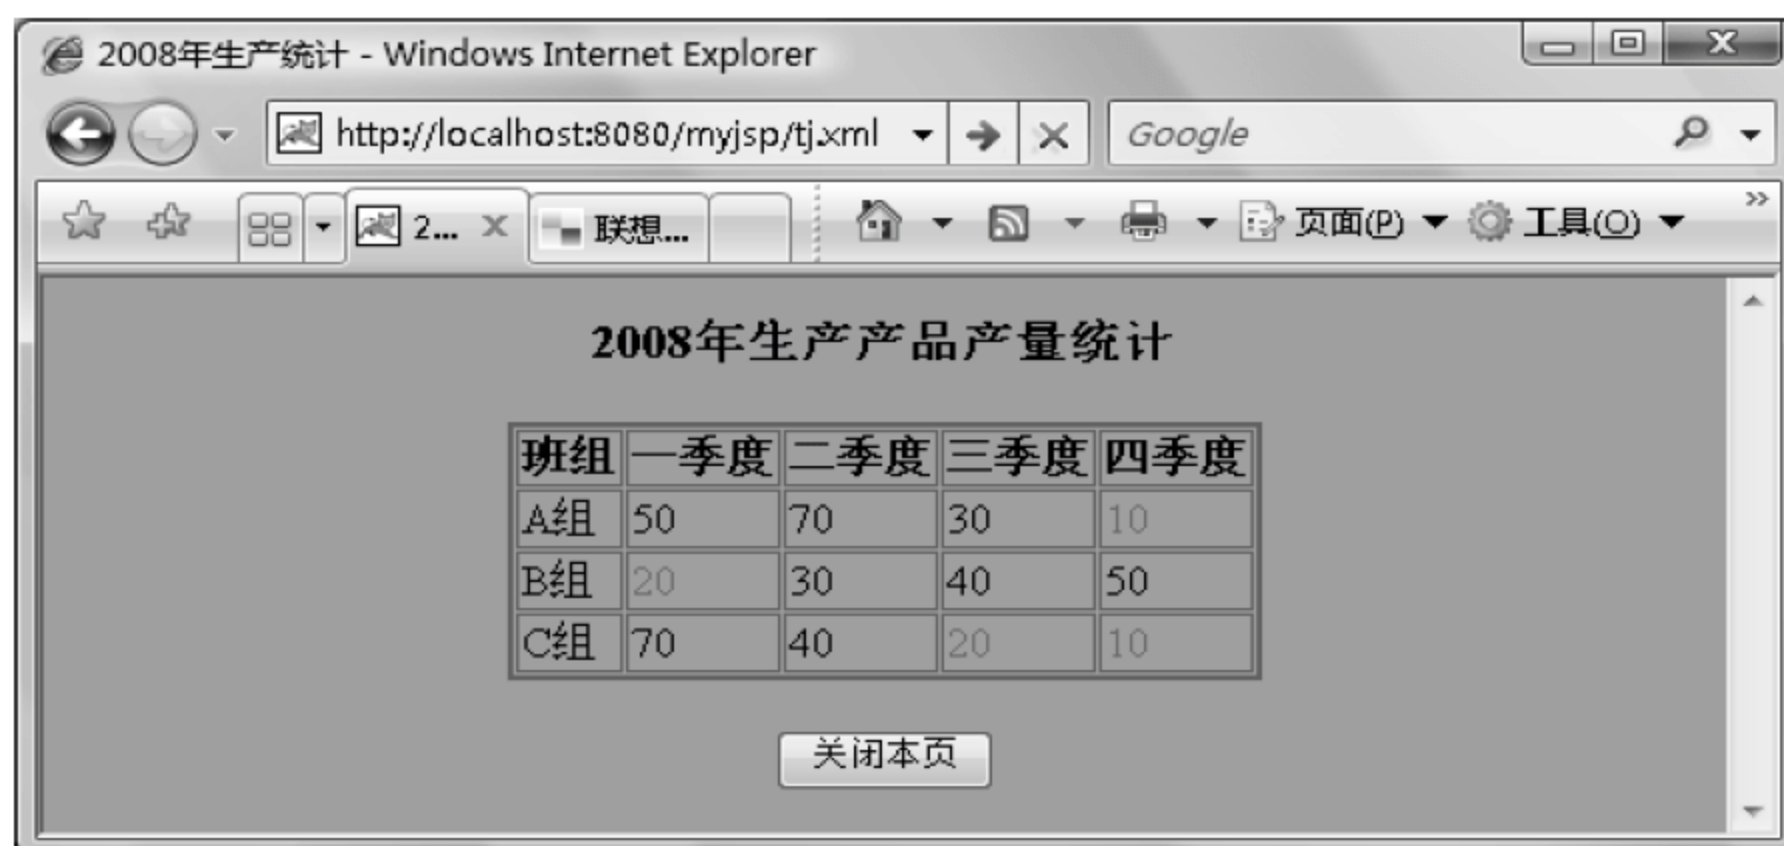 2008年生产统计 - Windows Internet Explorer
http://localhost:8080/myjsp/tj.xml Google
2... 联想... 页面(P) 工具(O) »
2008年生产产品产量统计
班组 一季度 二季度 三季度 四季度
A组 50 70 30 10
B组 20 30 40 50
C组 70 40 20 10
关闭本页